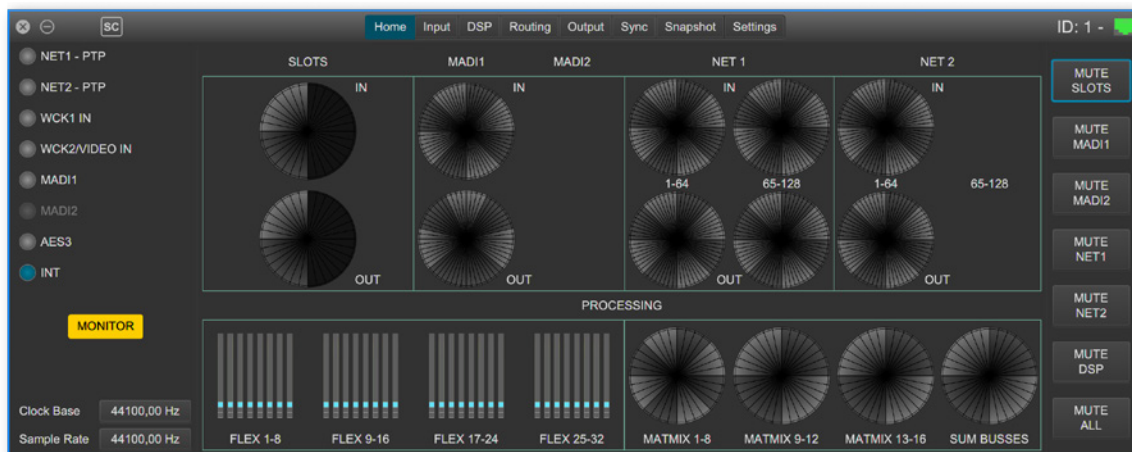 SC
Home Input DSP Routing Output Sync Snapshot Settings
ID: 1 -
NET1 - PTP
NET2 - PTP
WCK1 IN
WCK2/VIDEO IN
MADI1
MADI2
AES3
INT
MONITOR
Clock Base 44100,00 Hz
Sample Rate 44100,00 Hz
SLOTS MADI1 MADI2 NET 1 NET 2
IN IN IN IN
1-64 65-128 1-64 65-128
OUT OUT OUT OUT
PROCESSING
FLEX 1-8 FLEX 9-16 FLEX 17-24 FLEX 25-32 MATMIX 1-8 MATMIX 9-12 MATMIX 13-16 SUM BUSSES
MUTE
SLOTS
MUTE
MADI1
MUTE
MADI2
MUTE
NET1
MUTE
NET2
MUTE
DSP
MUTE
ALL